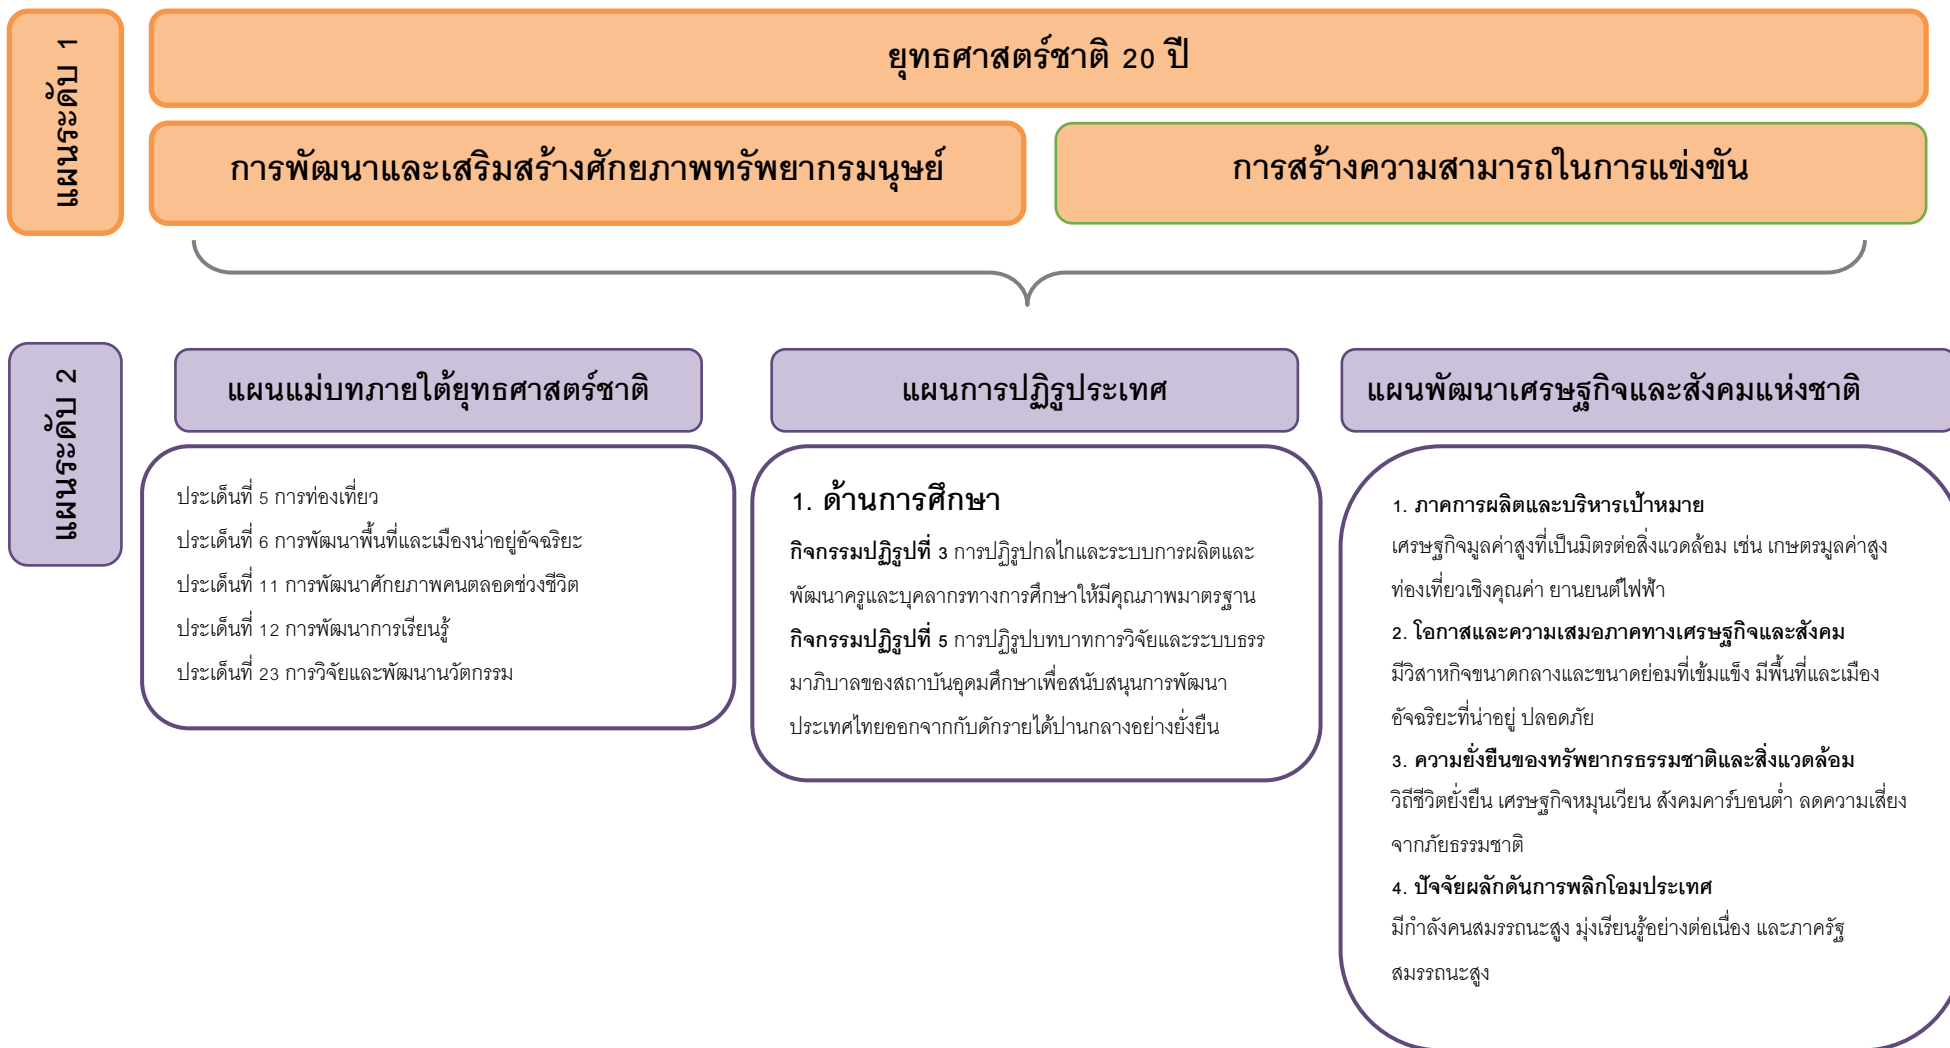 แผนระดับ 1
ยุทธศาสตร์ชาติ 20 ปี
การพัฒนาและเสริมสร้างศักยภาพทรัพยากรมนุษย์
การสร้างความสามารถในการแข่งขัน
แผนระดับ 2
แผนแม่บทภายใต้ยุทธศาสตร์ชาติ
ประเด็นที่ 5 การท่องเที่ยว
ประเด็นที่ 6 การพัฒนาพื้นที่และเมืองน่าอยู่อัจฉริยะ
ประเด็นที่ 11 การพัฒนาศักยภาพคนตลอดช่วงชีวิต
ประเด็นที่ 12 การพัฒนาการเรียนรู้
ประเด็นที่ 23 การวิจัยและพัฒนานวัตกรรม
แผนการปฏิรูประเทศ
1. ด้านการศึกษา
กิจกรรมปฏิรูปที่ 3 การปฏิรูปกลไกและระบบการผลิตและ
พัฒนาครูและบุคลากรทางการศึกษาให้มีคุณภาพมาตรฐาน
กิจกรรมปฏิรูปที่ 5 การปฏิรูปบทบาทการวิจัยและระบบธรร
มาภิบาลของสถาบันอุดมศึกษาเพื่อสนับสนุนการพัฒนา
ประเทศไทยออกจากกับดักรายได้ปานกลางอย่างยั่งยืน
แผนพัฒนาเศรษฐกิจและสังคมแห่งชาติ
1. ภาคการผลิตและบริหารเป้าหมาย
เศรษฐกิจมูลค่าสูงที่เป็นมิตรต่อสิ่งแวดล้อม เช่น เกษตรมูลค่าสูง
ท่องเที่ยวเชิงคุณค่า ยานยนต์ไฟฟ้า
2. โอกาสและความเสมอภาคทางเศรษฐกิจและสังคม
มีวิสาหกิจขนาดกลางและขนาดย่อมที่เข้มแข็ง มีพื้นที่และเมือง
อัจฉริยะที่น่าอยู่ ปลอดภัย
3. ความยั่งยืนของทรัพยากรธรรมชาติและสิ่งแวดล้อม
วิถีชีวิตยั่งยืน เศรษฐกิจหมุนเวียน สังคมคาร์บอนต่ำ ลดความเสี่ยง
จากภัยธรรมชาติ
4. ปัจจัยผลักดันการพลิกโอมประเทศ
มีกำลังคนสมรรถนะสูง มุ่งเรียนรู้อย่างต่อเนื่อง และภาครัฐ
สมรรถนะสูง